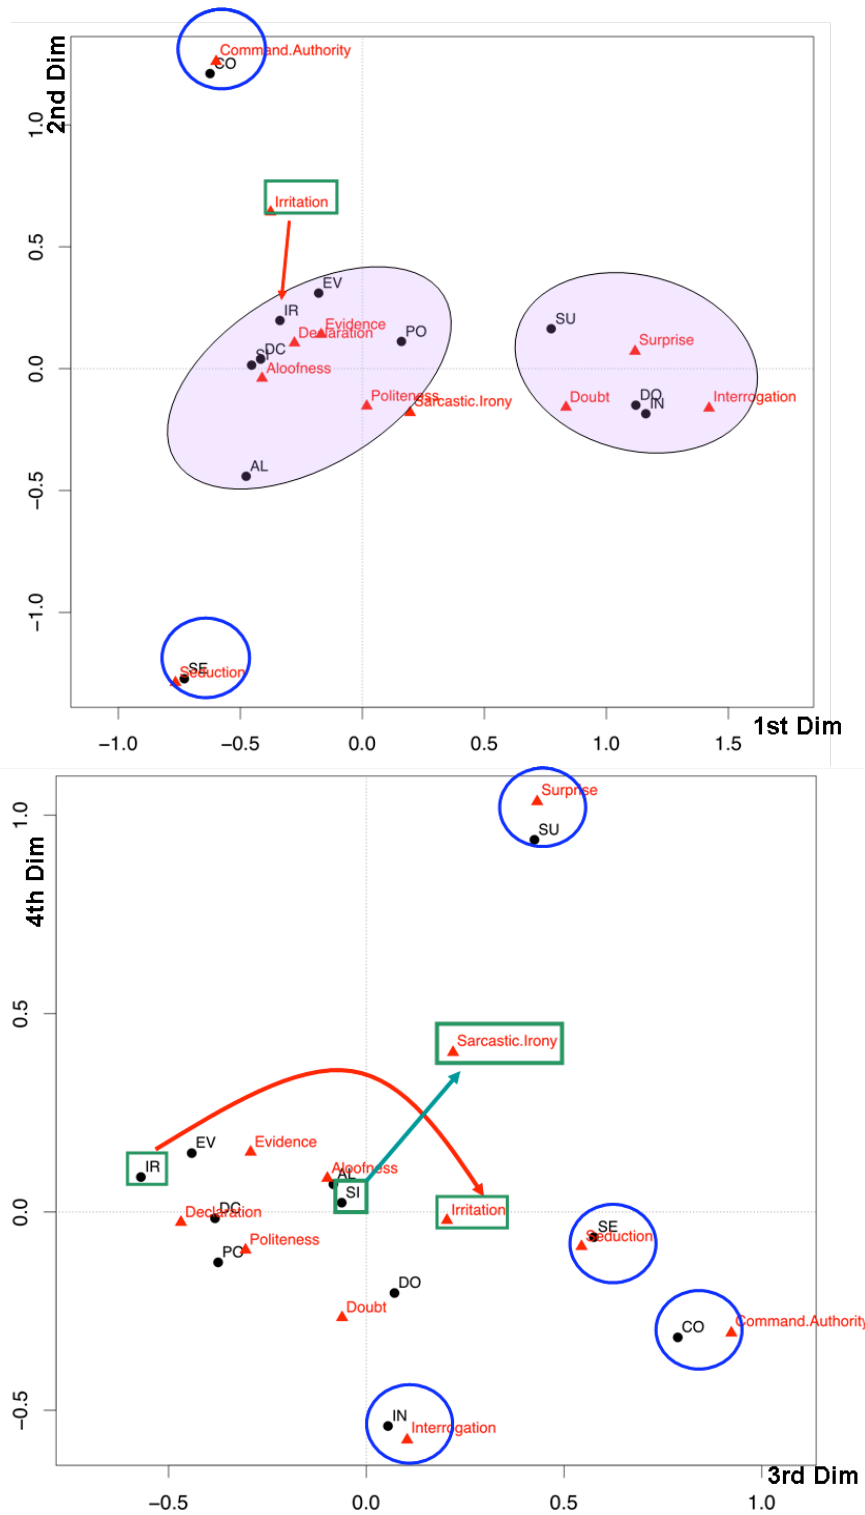 2nd Dim
1.0
0.5
0.0
−0.5
−1.0
Command.Authority
CO
Irritation
EV
IR
Evidence
Declaration
PO
DC
SI
Aloofness
Politeness
Sarcastic.Irony
AL
SU
Surprise
Doubt
DO
IN
Interrogation
SE
Seduction
−1.0 −0.5 0.0 0.5 1.0 1.5
1st Dim
4th Dim
1.0
0.5
0.0
−0.5
Surprise
SU
Sarcastic.Irony
EV
Evidence
IR
Aloofness
AL
SI
DC
Declaration
Irritation
PO
Politeness
SE
Seduction
DO
Doubt
CO
Command.Authority
IN
Interrogation
3rd Dim
−0.5 0.0 0.5 1.0